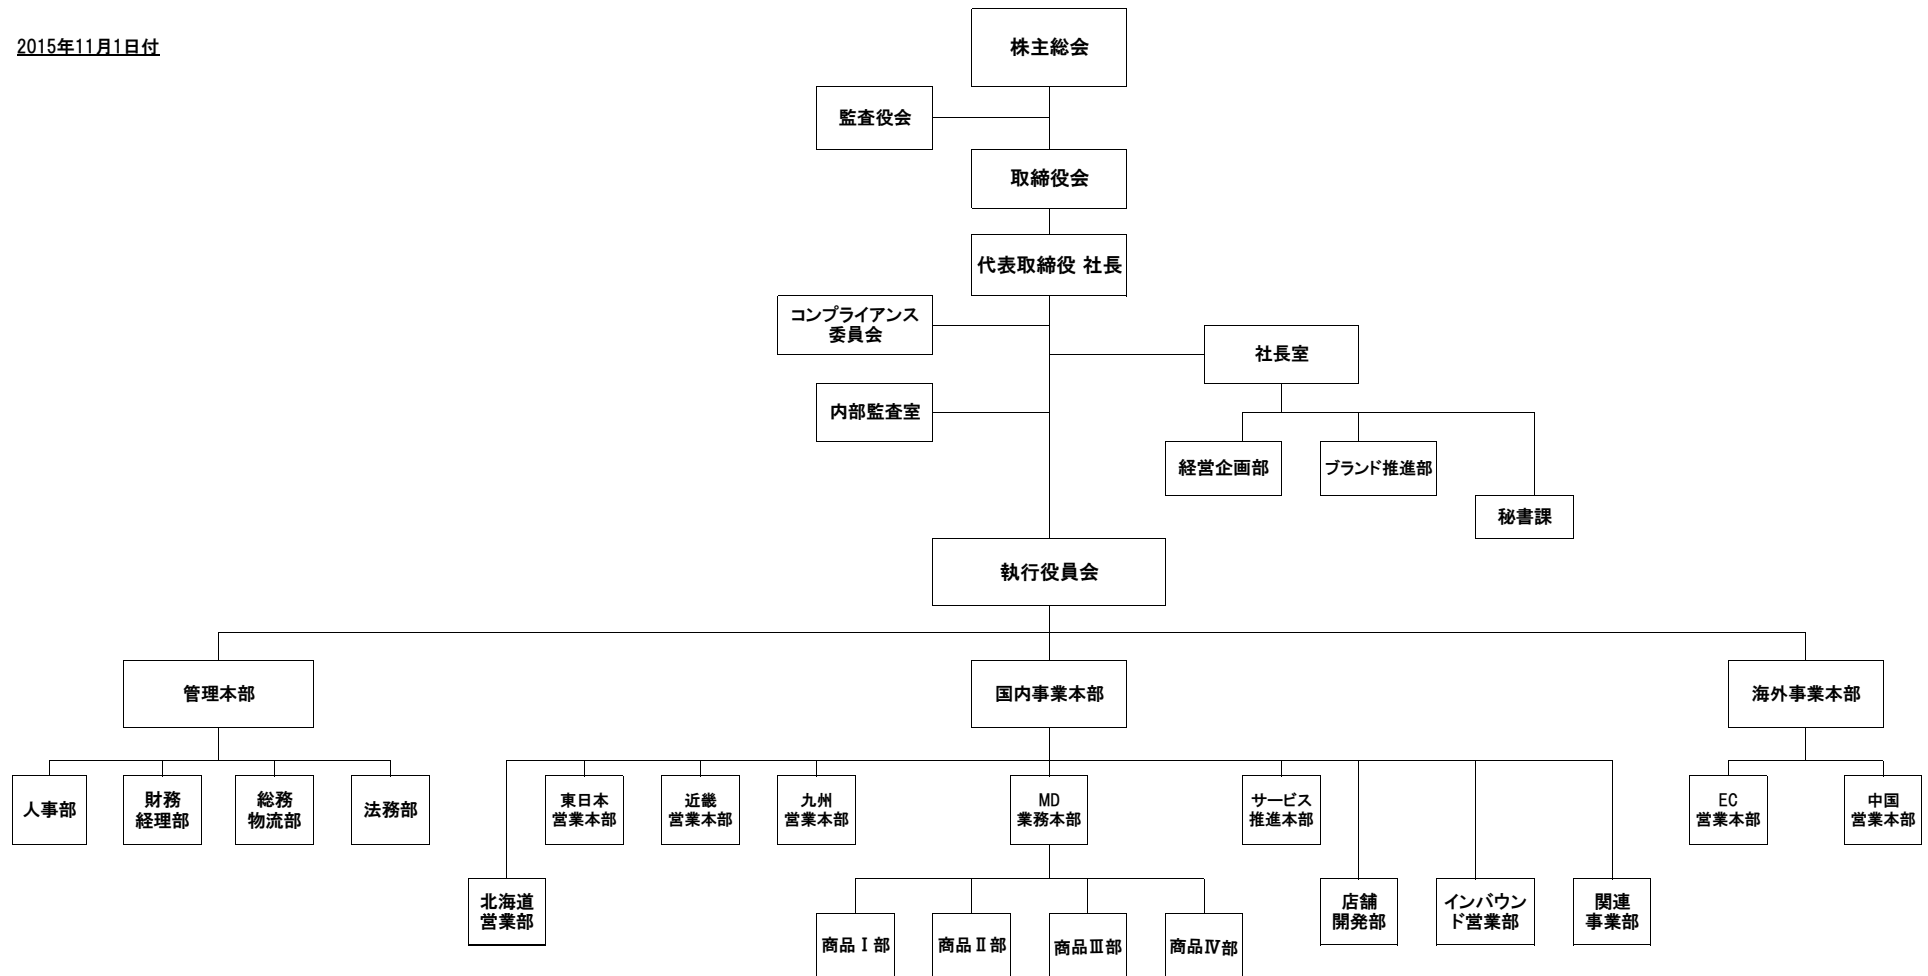 2015年11月1日付
株主総会
監査役会
取締役会
代表取締役 社長
コンプライアンス
委員会
社長室
内部監査室
経営企画部
ブランド推進部
秘書課
執行役員会
管理本部
国内事業本部
海外事業本部
人事部
財務
経理部
総務
物流部
法務部
東日本
営業本部
近畿
営業本部
九州
営業本部
MD
業務本部
サービス
推進本部
EC
営業本部
中国
営業本部
北海道
営業部
店舗
開発部
インバウン
ド営業部
関連
事業部
商品Ⅰ部
商品Ⅱ部
商品Ⅲ部
商品Ⅳ部